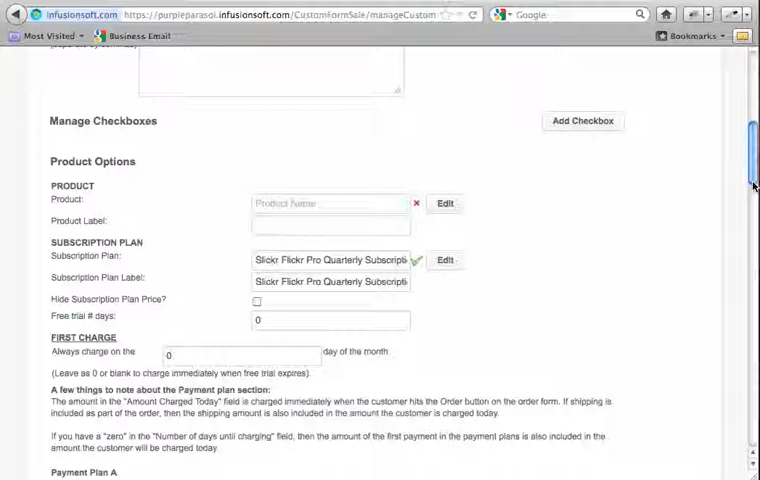 infusionsoft.com https://purpleparasol.infusionsoft.com/CustomFormSale/manageCustom Google
Most Visited Business Email Bookmarks
Manage Checkboxes Add Checkbox
Product Options
PRODUCT
Product: Product Name Edit
Product Label:
SUBSCRIPTION PLAN
Subscription Plan: Slickr Flickr Pro Quarterly Subscripti Edit
Subscription Plan Label: Slickr Flickr Pro Quarterly Subscripti
Hide Subscription Plan Price?
Free trial # days: 0
FIRST CHARGE
Always charge on the 0 day of the month.
(Leave as 0 or blank to charge immediately when free trial expires).
A few things to note about the Payment plan section:
The amount in the "Amount Charged Today" field is charged immediately when the customer hits the Order button on the order form. If shipping is
included as part of the order, then the shipping amount is also included in the amount the customer is charged today.
If you have a "zero" in the "Number of days until charging" field, then the amount of the first payment in the payment plans is also included in the
amount the customer will be charged today.
Payment Plan A